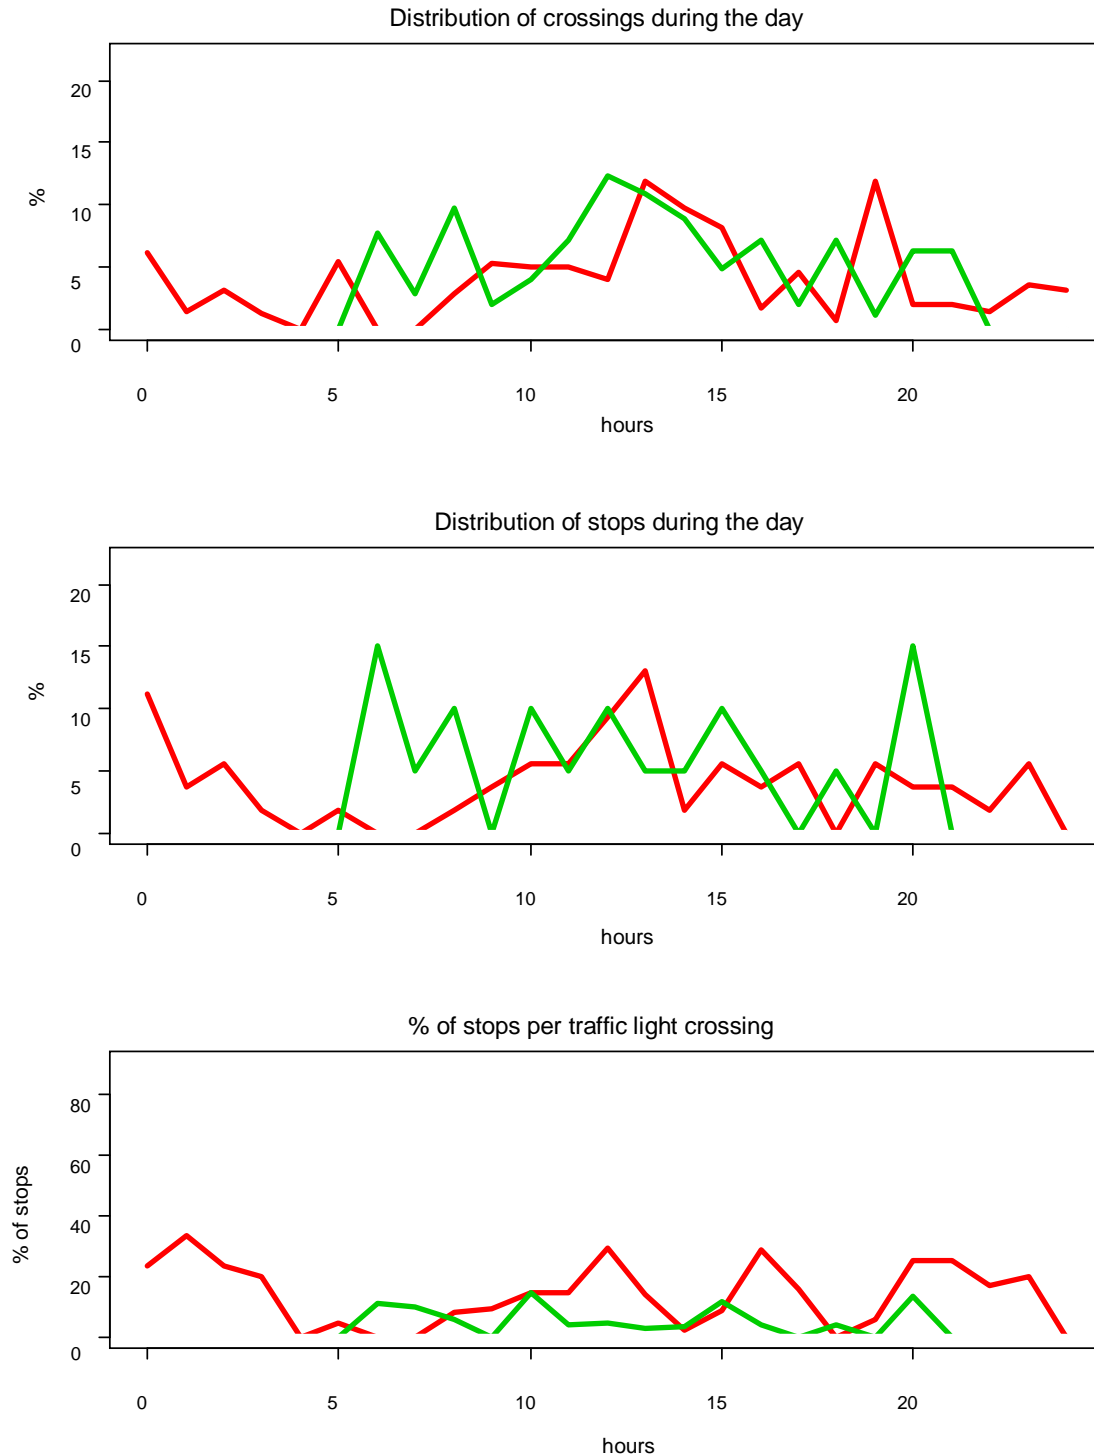 Distribution of crossings during the day
20
15
10
5
0
%
0 5 10 15 20
hours
Distribution of stops during the day
20
15
10
5
0
%
0 5 10 15 20
hours
% of stops per traffic light crossing
80
60
40
20
0
% of stops
0 5 10 15 20
hours